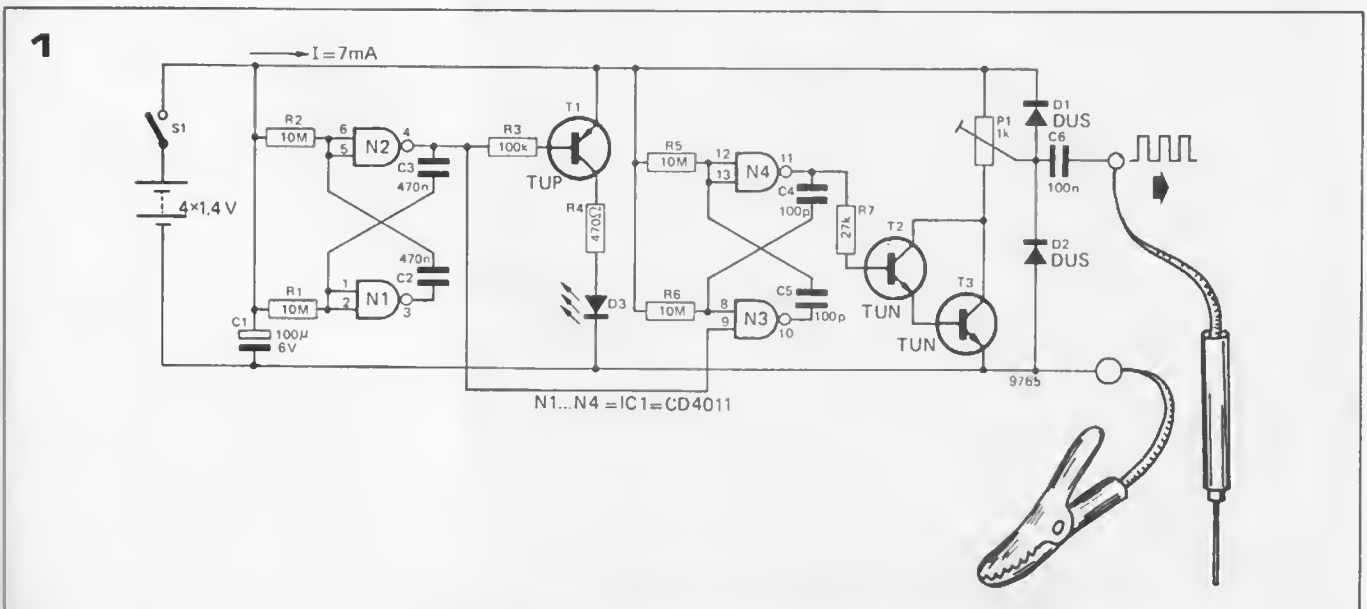 1
I = 7mA
S1
4×1,4 V
R2
10M
6
5
N2
4
C3
470n
R1
10M
1
2
N1
3
C2
470n
C1
100µ
6V
R3
100k
T1
TUP
R4
470Ω
D3
R5
10M
12
13
N4
11
C4
100p
R6
10M
8
9
N3
10
C5
100p
R7
27k
T2
TUN
T3
TUN
P1
1k
D1
DUS
C6
100n
D2
DUS
9765
N1...N4 = IC1 = CD4011